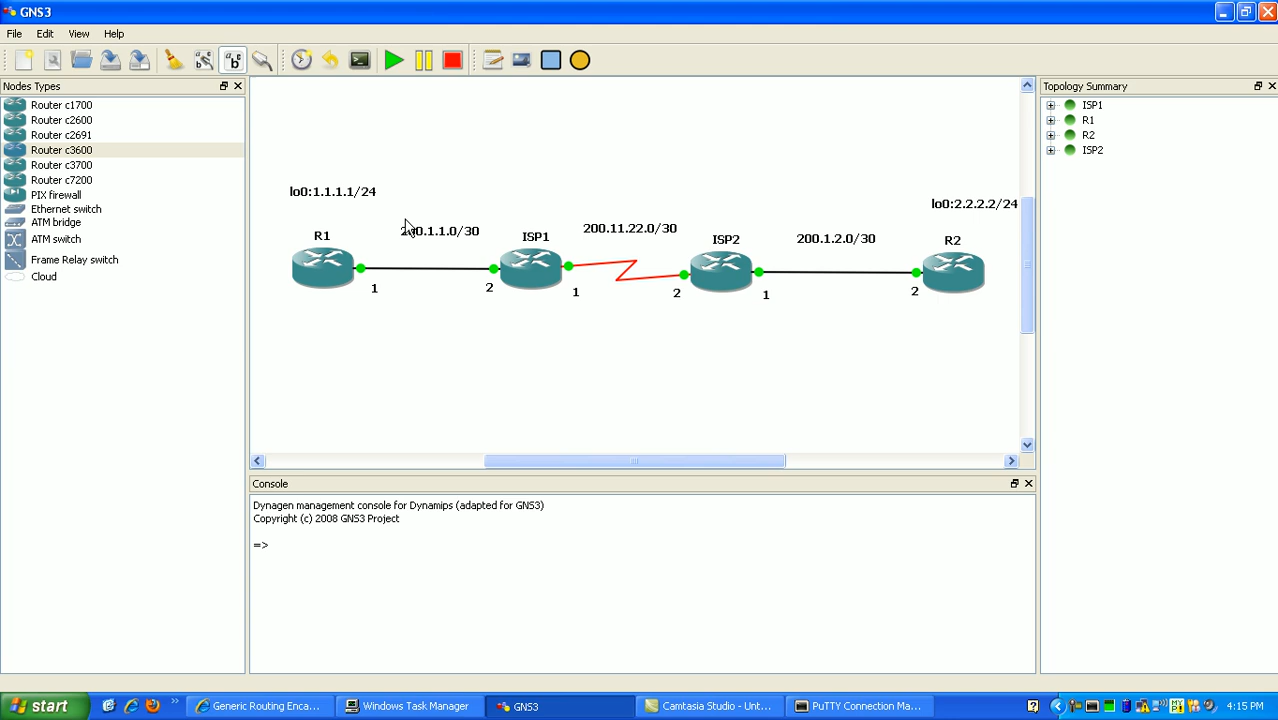 GNS3
File Edit View Help
Nodes Types
Router c1700
Router c2600
Router c2691
Router c3600
Router c3700
Router c7200
PIX firewall
Ethernet switch
ATM bridge
ATM switch
Frame Relay switch
Cloud
lo0:1.1.1.1/24
lo0:2.2.2.2/24
200.1.1.0/30
200.11.22.0/30
200.1.2.0/30
R1
ISP1
ISP2
R2
1
2
1
2
1
2
Topology Summary
ISP1
R1
R2
ISP2
Console
Dynagen management console for Dynamips (adapted for GNS3)
Copyright (c) 2008 GNS3 Project
=>
start
Generic Routing Enca...
Windows Task Manager
GNS3
Camtasia Studio - Unt...
PuTTY Connection Ma...
4:15 PM